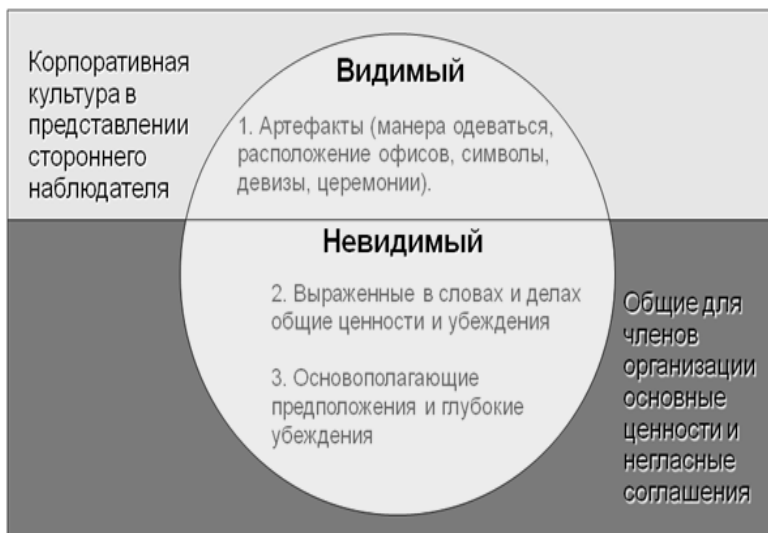 Корпоративная
культура в
представлении
стороннего
наблюдателя
Видимый
1. Артефакты (манера одеваться,
расположение офисов, символы,
девизы, церемонии).
Невидимый
2. Выраженные в словах и делах
общие ценности и убеждения
3. Основополагающие
предположения и глубокие
убеждения
Общие для
членов
организации
основные
ценности и
негласные
соглашения